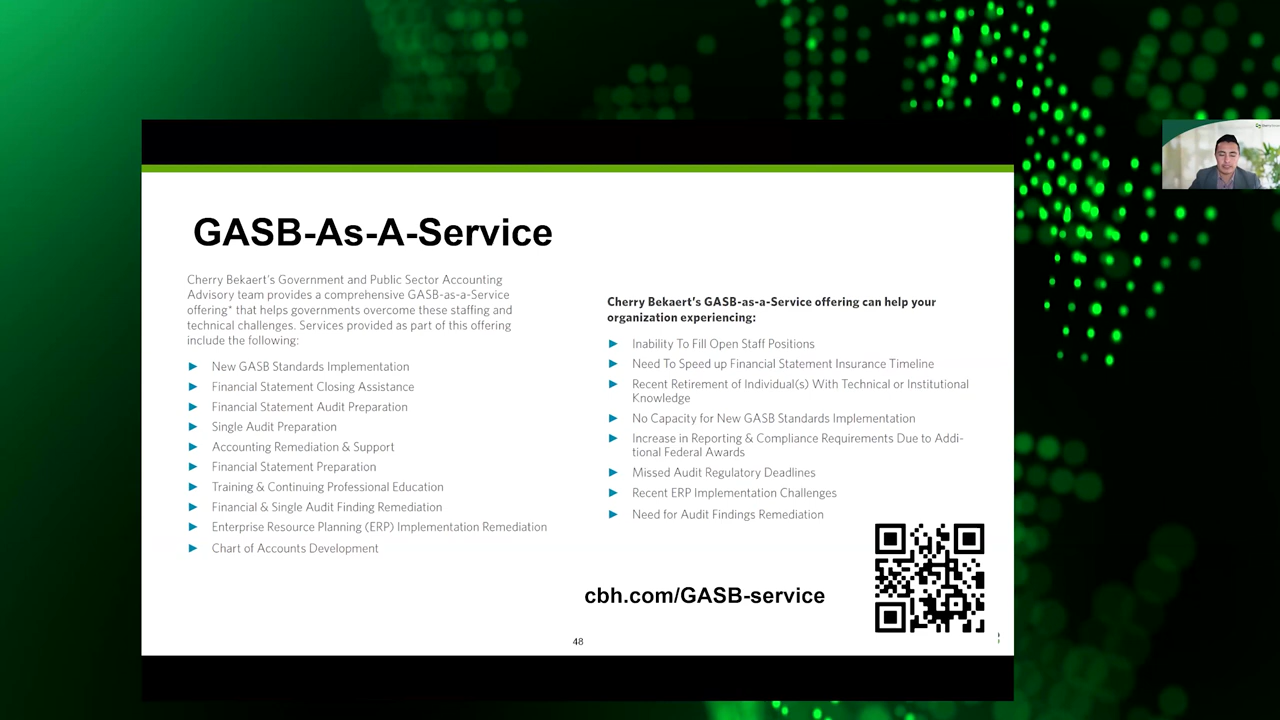 GASB-As-A-Service
Cherry Bekaert's Government and Public Sector Accounting
Advisory team provides a comprehensive GASB-as-a-Service
offering* that helps governments overcome these staffing and
technical challenges. Services provided as part of this offering
include the following:
► New GASB Standards Implementation
► Financial Statement Closing Assistance
► Financial Statement Audit Preparation
► Single Audit Preparation
► Accounting Remediation & Support
► Financial Statement Preparation
► Training & Continuing Professional Education
► Financial & Single Audit Finding Remediation
► Enterprise Resource Planning (ERP) Implementation Remediation
► Chart of Accounts Development
Cherry Bekaert's GASB-as-a-Service offering can help your
organization experiencing:
► Inability To Fill Open Staff Positions
► Need To Speed up Financial Statement Insurance Timeline
► Recent Retirement of Individual(s) With Technical or Institutional
Knowledge
► No Capacity for New GASB Standards Implementation
► Increase in Reporting & Compliance Requirements Due to Addi-
tional Federal Awards
► Missed Audit Regulatory Deadlines
► Recent ERP Implementation Challenges
► Need for Audit Findings Remediation
cbh.com/GASB-service
48